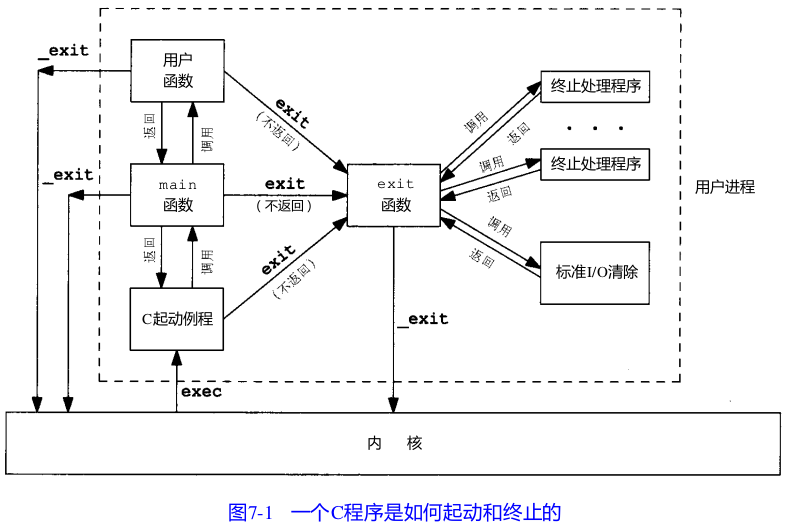 _exit
用户
函数
exit
(不返回)
返回
调用
_exit
main
函数
exit
(不返回)
返回
调用
C起动例程
exit
(不返回)
exec
exit
函数
_exit
调用
返回
终止处理程序
· · ·
调用
返回
终止处理程序
调用
返回
标准I/O清除
用户进程
内 核
图7-1 一个C程序是如何起动和终止的